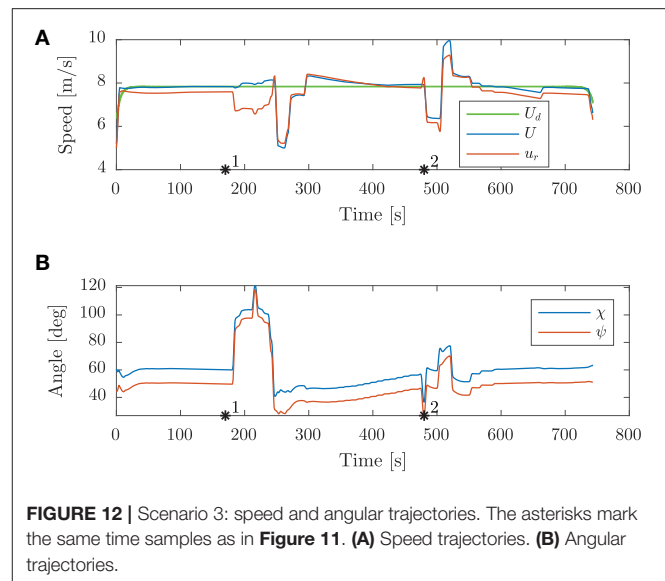 A
10
8
6
4
Speed [m/s]
U_d
U
u_r
1
2
0 100 200 300 400 500 600 700 800
Time [s]
B
120
100
80
60
40
Angle [deg]
χ
ψ
1
2
0 100 200 300 400 500 600 700 800
Time [s]
FIGURE 12 | Scenario 3: speed and angular trajectories. The asterisks mark
the same time samples as in Figure 11. (A) Speed trajectories. (B) Angular
trajectories.